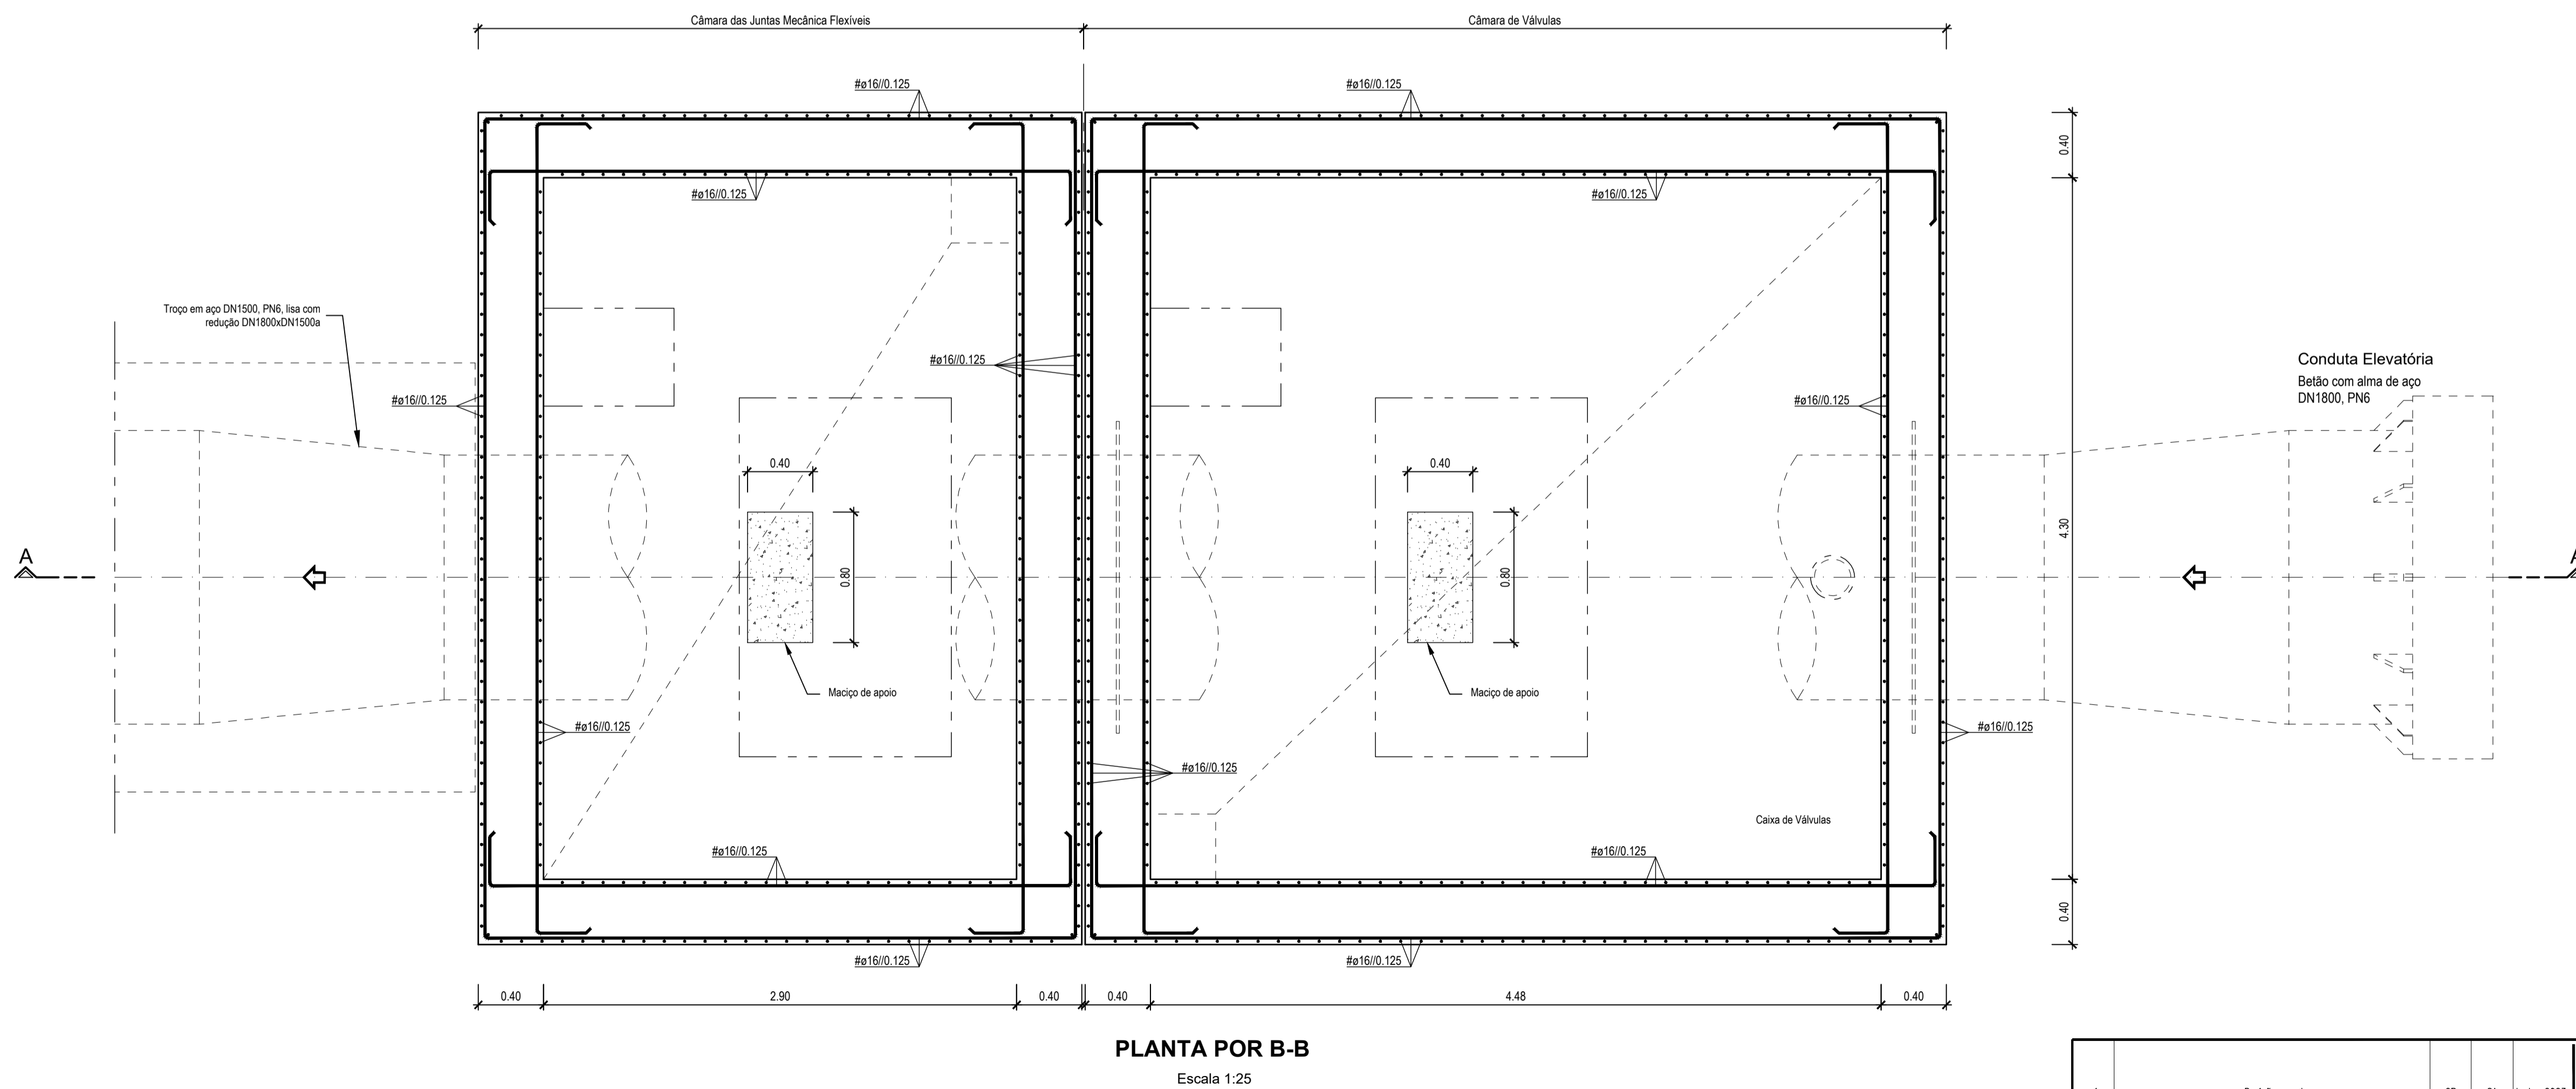 Câmara das Juntas Mecânica Flexíveis
Câmara de Válvulas
#ø16//0.125
#ø16//0.125
0.40
#ø16//0.125
#ø16//0.125
Troço em aço DN1500, PN6, lisa com
redução DN1800xDN1500a
#ø16//0.125
Conduta Elevatória
Betão com alma de aço
DN1800, PN6
#ø16//0.125
#ø16//0.125
0.40
0.40
4.30
A
A
0.80
0.80
Maciço de apoio
Maciço de apoio
#ø16//0.125
#ø16//0.125
#ø16//0.125
Caixa de Válvulas
#ø16//0.125
#ø16//0.125
0.40
#ø16//0.125
#ø16//0.125
0.40
2.90
0.40
0.40
4.48
0.40
PLANTA POR B-B
Escala 1:25